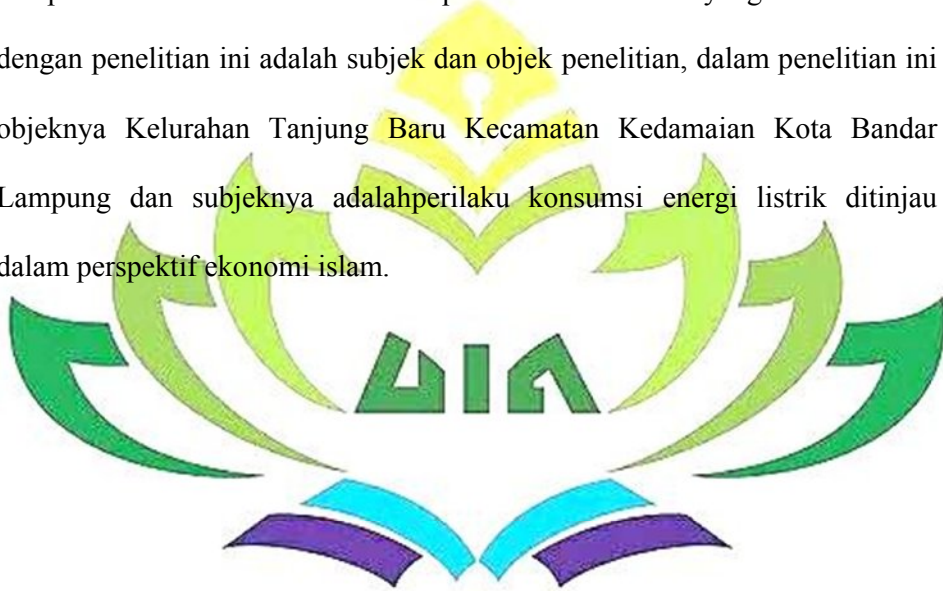 dengan penelitian ini adalah subjek dan objek penelitian, dalam penelitian ini
objeknya Kelurahan Tanjung Baru Kecamatan Kedamaian Kota Bandar
Lampung dan subjeknya adalahperilaku konsumsi energi listrik ditinjau
dalam perspektif ekonomi islam.
UIN